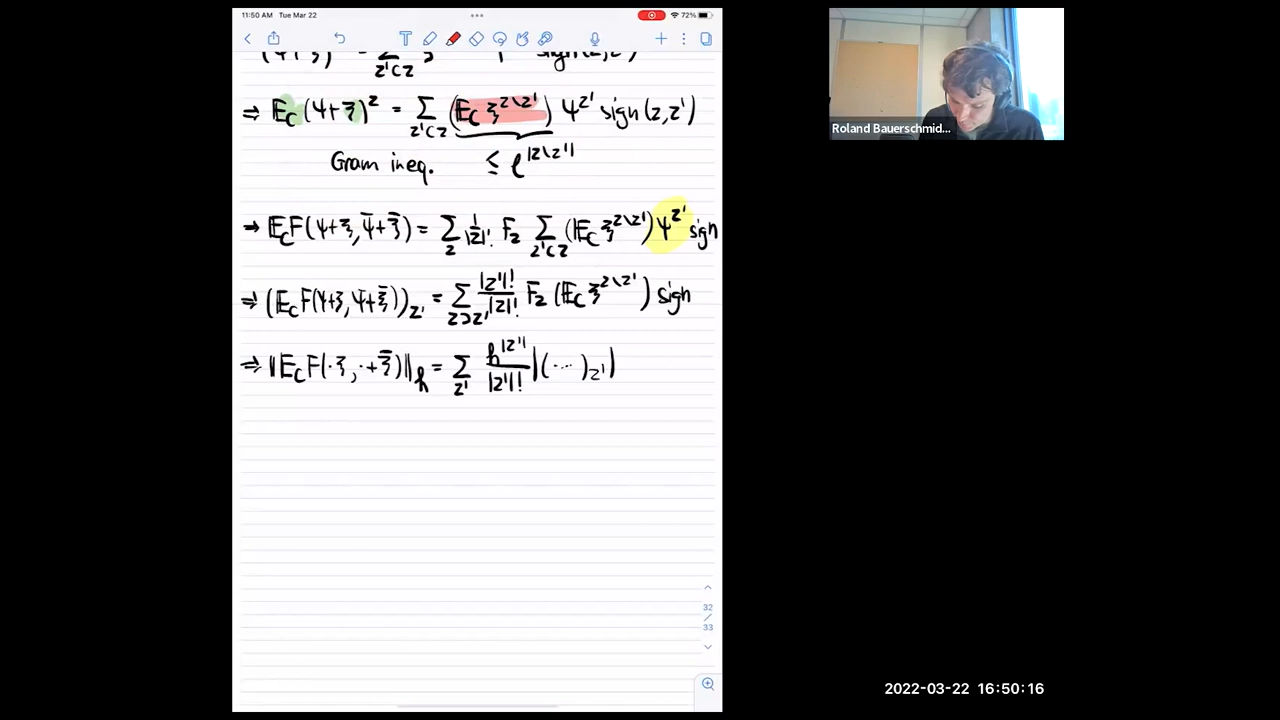 11:50 AM Tue Mar 22
72%
(ψ+ξ) = Σ_{z'⊂z} ξ sign(z,z')
⇒ 𝔼_C (ψ+ξ)^z = Σ_{z'⊂z} (𝔼_C ξ^{z\z'}) ψ^{z'} sign(z,z')
Gram ineq. ≤ ℓ^{|z\z'|}
⇒ 𝔼_C F(ψ+ξ, ψ̄+ξ̄) = Σ_z 1/|z|! F_z Σ_{z'⊂z} (𝔼_C ξ^{z\z'}) ψ^{z'} sign
⇒ (𝔼_C F(ψ+ξ, ψ̄+ξ̄))_{z'} = Σ_{z⊃z'} |z'|!/|z|! F_z (𝔼_C ξ^{z\z'}) sign
⇒ ‖𝔼_C F(·ξ, ·+ξ̄)‖_h = Σ_{z'} h^{|z'|}/|z'|! |(⋯)_{z'}|
32
/
33
Roland Bauerschmid...
2022-03-22 16:50:16